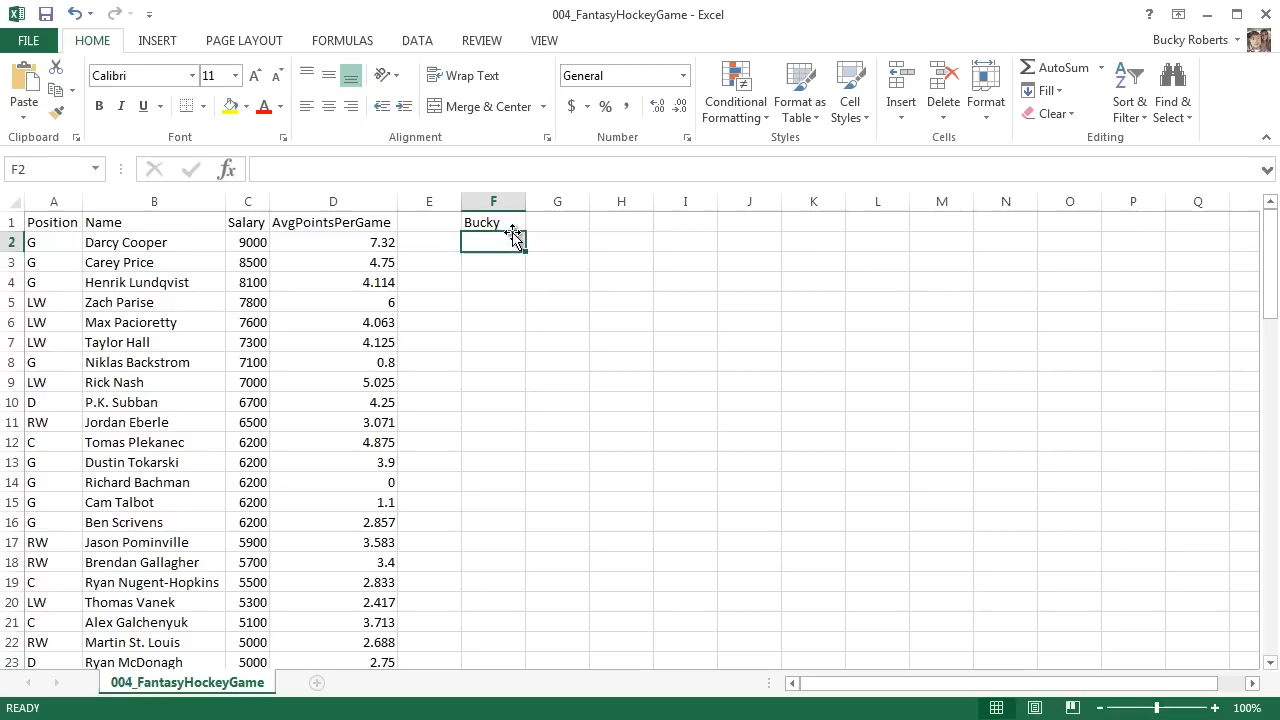 004_FantasyHockeyGame - Excel
FILE HOME INSERT PAGE LAYOUT FORMULAS DATA REVIEW VIEW Bucky Roberts
Calibri 11 Wrap Text General AutoSum
Fill
Paste B I U Merge & Center $ % , Conditional Formatting Format as Table Cell Styles Insert Delete Format Clear Sort & Filter Find & Select
Clipboard Font Alignment Number Styles Cells Editing
F2 fx
A B C D E F G H I J K L M N O P Q
1 Position Name Salary AvgPointsPerGame Bucky
2 G Darcy Cooper 9000 7.32
3 G Carey Price 8500 4.75
4 G Henrik Lundqvist 8100 4.114
5 LW Zach Parise 7800 6
6 LW Max Pacioretty 7600 4.063
7 LW Taylor Hall 7300 4.125
8 G Niklas Backstrom 7100 0.8
9 LW Rick Nash 7000 5.025
10 D P.K. Subban 6700 4.25
11 RW Jordan Eberle 6500 3.071
12 C Tomas Plekanec 6200 4.875
13 G Dustin Tokarski 6200 3.9
14 G Richard Bachman 6200 0
15 G Cam Talbot 6200 1.1
16 G Ben Scrivens 6200 2.857
17 RW Jason Pominville 5900 3.583
18 RW Brendan Gallagher 5700 3.4
19 C Ryan Nugent-Hopkins 5500 2.833
20 LW Thomas Vanek 5300 2.417
21 C Alex Galchenyuk 5100 3.713
22 RW Martin St. Louis 5000 2.688
23 D Ryan McDonagh 5000 2.75
004_FantasyHockeyGame
READY 100%